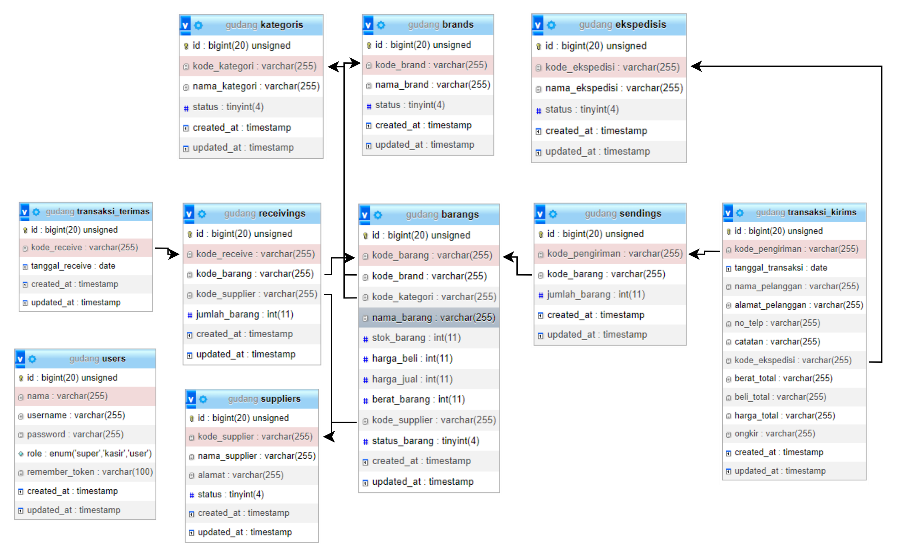 gudang kategoris
id : bigint(20) unsigned
kode_kategori : varchar(255)
nama_kategori : varchar(255)
status : tinyint(4)
created_at : timestamp
updated_at : timestamp
gudang brands
id : bigint(20) unsigned
kode_brand : varchar(255)
nama_brand : varchar(255)
status : tinyint(4)
created_at : timestamp
updated_at : timestamp
gudang ekspedisis
id : bigint(20) unsigned
kode_ekspedisi : varchar(255)
nama_ekspedisi : varchar(255)
status : tinyint(4)
created_at : timestamp
updated_at : timestamp
gudang transaksi_terimas
id : bigint(20) unsigned
kode_receive : varchar(255)
tanggal_receive : date
created_at : timestamp
updated_at : timestamp
gudang receivings
id : bigint(20) unsigned
kode_receive : varchar(255)
kode_barang : varchar(255)
kode_supplier : varchar(255)
jumlah_barang : int(11)
created_at : timestamp
updated_at : timestamp
gudang barangs
id : bigint(20) unsigned
kode_barang : varchar(255)
kode_brand : varchar(255)
kode_kategori : varchar(255)
nama_barang : varchar(255)
stok_barang : int(11)
harga_beli : int(11)
harga_jual : int(11)
berat_barang : int(11)
kode_supplier : varchar(255)
status_barang : tinyint(4)
created_at : timestamp
updated_at : timestamp
gudang sendings
id : bigint(20) unsigned
kode_pengiriman : varchar(255)
kode_barang : varchar(255)
jumlah_barang : int(11)
created_at : timestamp
updated_at : timestamp
gudang transaksi_kirims
id : bigint(20) unsigned
kode_pengiriman : varchar(255)
tanggal_transaksi : date
nama_pelanggan : varchar(255)
alamat_pelanggan : varchar(255)
no_telp : varchar(255)
catatan : varchar(255)
kode_ekspedisi : varchar(255)
berat_total : varchar(255)
beli_total : varchar(255)
harga_total : varchar(255)
ongkir : varchar(255)
created_at : timestamp
updated_at : timestamp
gudang users
id : bigint(20) unsigned
nama : varchar(255)
username : varchar(255)
password : varchar(255)
role : enum('super','kasir','user')
remember_token : varchar(100)
created_at : timestamp
updated_at : timestamp
gudang suppliers
id : bigint(20) unsigned
kode_supplier : varchar(255)
nama_supplier : varchar(255)
alamat : varchar(255)
status : tinyint(4)
created_at : timestamp
updated_at : timestamp